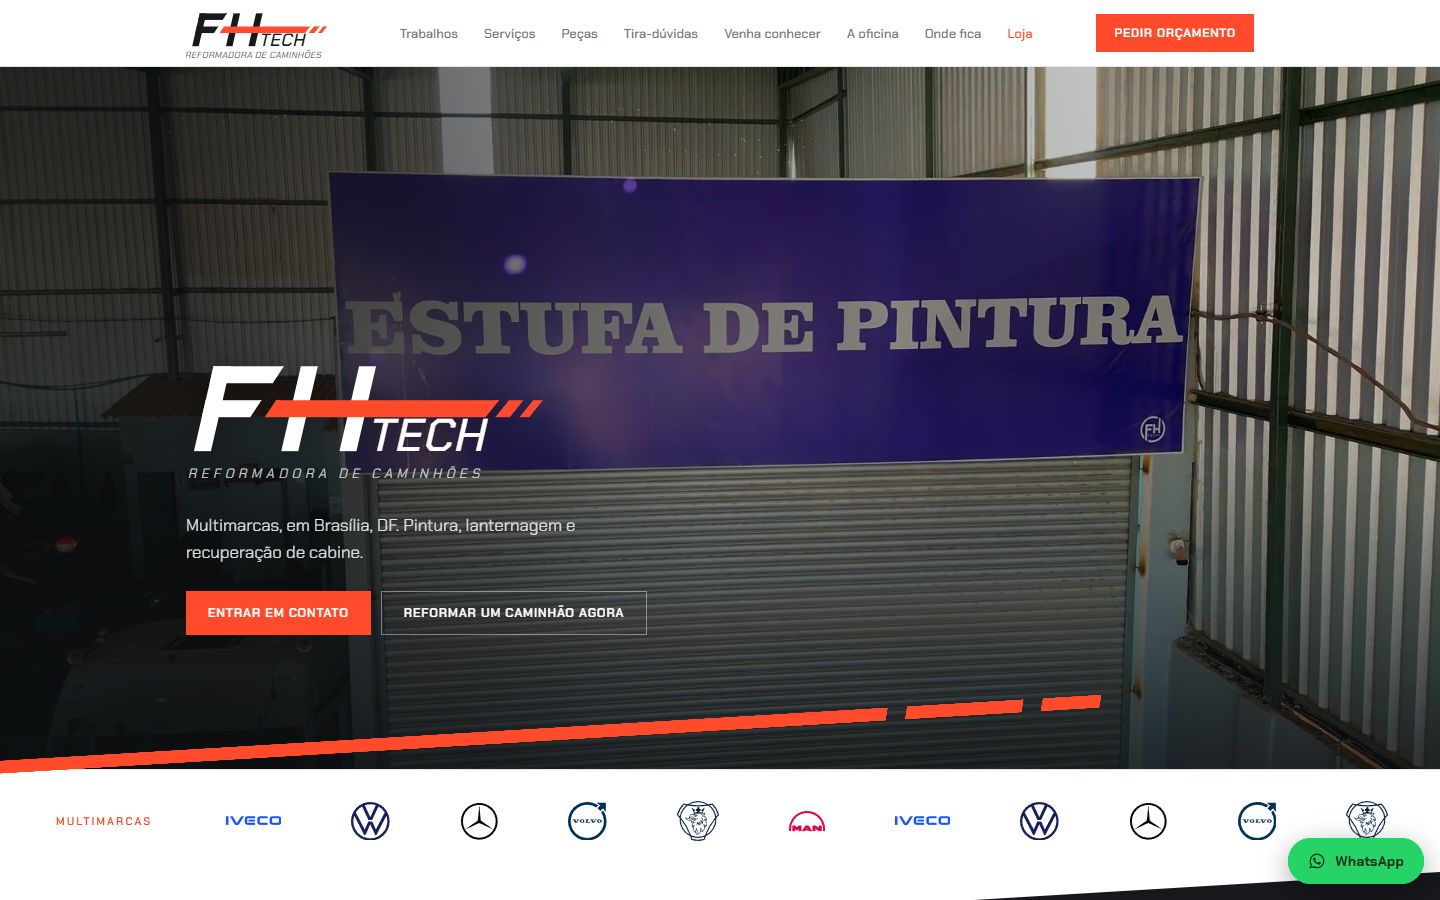 FH TECH
REFORMADORA DE CAMINHÕES
Trabalhos
Serviços
Peças
Tira-dúvidas
Venha conhecer
A oficina
Onde fica
Loja
PEDIR ORÇAMENTO
ESTUFA DE PINTURA
FH
FH TECH
REFORMADORA DE CAMINHÕES
Multimarcas, em Brasília, DF. Pintura, lanternagem e
recuperação de cabine.
ENTRAR EM CONTATO
REFORMAR UM CAMINHÃO AGORA
MULTIMARCAS
IVECO
VOLVO
MAN
IVECO
VOLVO
WhatsApp